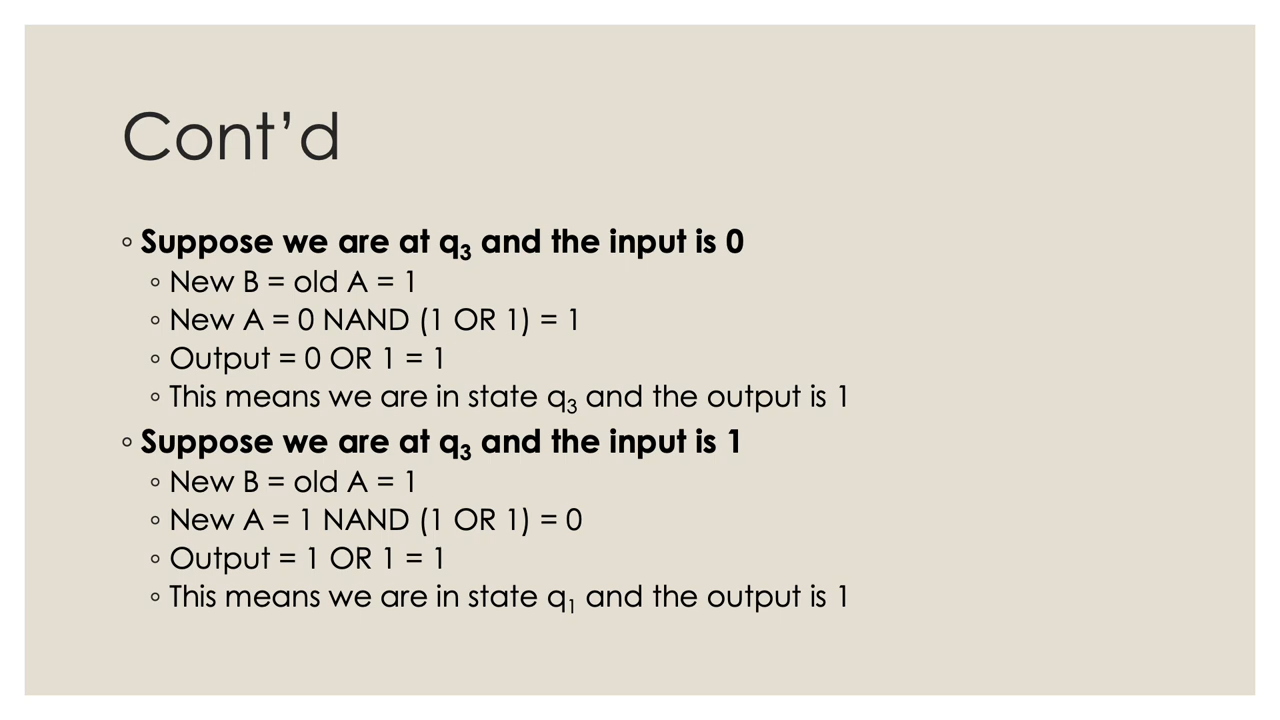 Cont’d
◦ Suppose we are at q₃ and the input is 0
◦ New B = old A = 1
◦ New A = 0 NAND (1 OR 1) = 1
◦ Output = 0 OR 1 = 1
◦ This means we are in state q₃ and the output is 1
◦ Suppose we are at q₃ and the input is 1
◦ New B = old A = 1
◦ New A = 1 NAND (1 OR 1) = 0
◦ Output = 1 OR 1 = 1
◦ This means we are in state q₁ and the output is 1